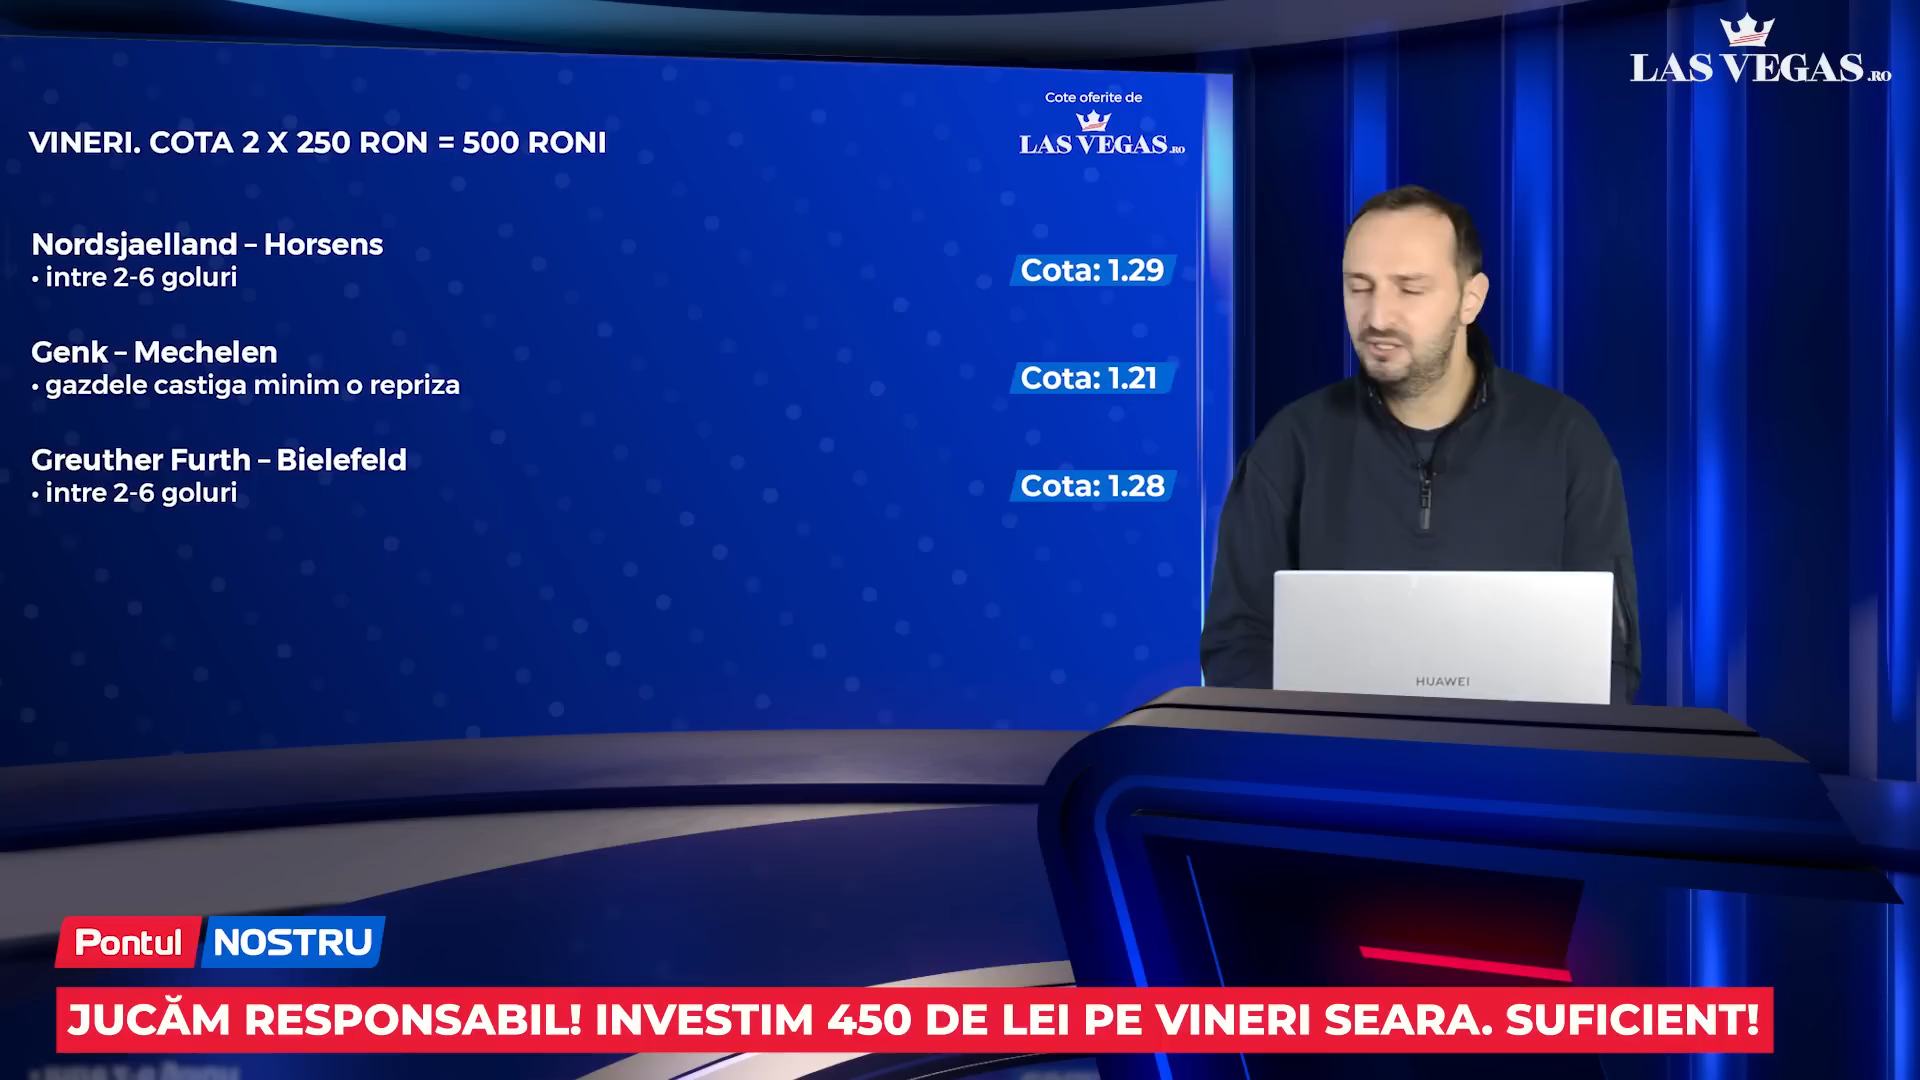 LAS VEGAS.RO
Cote oferite de
LAS VEGAS.RO
VINERI. COTA 2 X 250 RON = 500 RONI
Nordsjaelland – Horsens
• intre 2-6 goluri
Cota: 1.29
Genk – Mechelen
• gazdele castiga minim o repriza
Cota: 1.21
Greuther Furth – Bielefeld
• intre 2-6 goluri
Cota: 1.28
HUAWEI
Pontul NOSTRU
JUCĂM RESPONSABIL! INVESTIM 450 DE LEI PE VINERI SEARA. SUFICIENT!